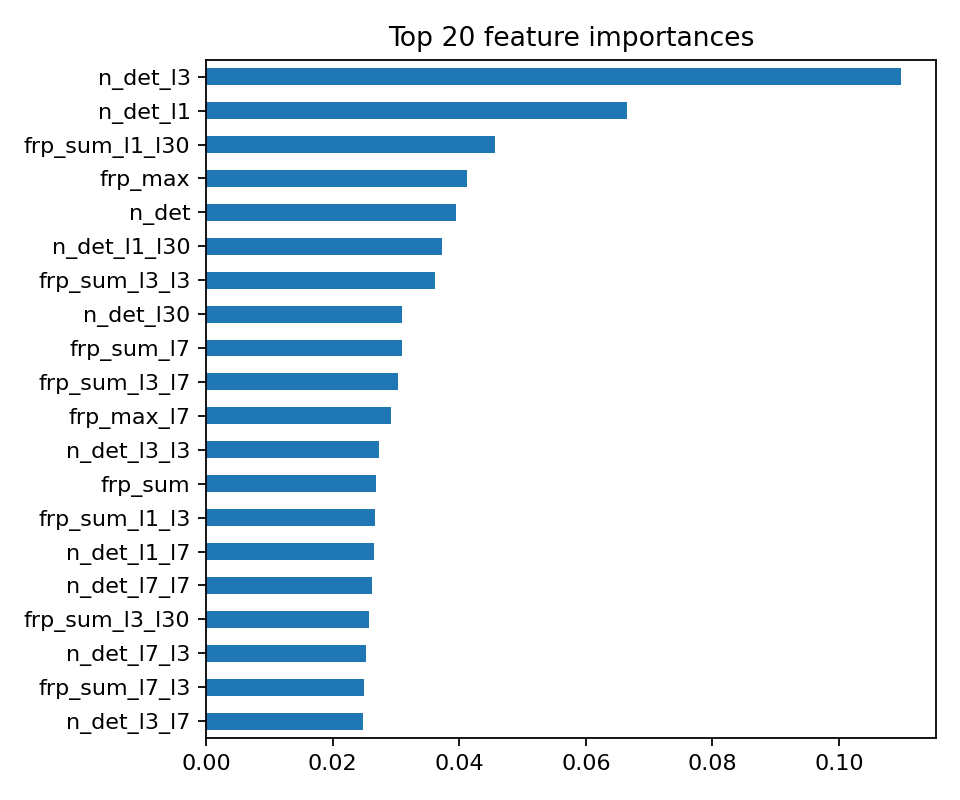 Top 20 feature importances
n_det_l3
n_det_l1
frp_sum_l1_l30
frp_max
n_det
n_det_l1_l30
frp_sum_l3_l3
n_det_l30
frp_sum_l7
frp_sum_l3_l7
frp_max_l7
n_det_l3_l3
frp_sum
frp_sum_l1_l3
n_det_l1_l7
n_det_l7_l7
frp_sum_l3_l30
n_det_l7_l3
frp_sum_l7_l3
n_det_l3_l7
0.00 0.02 0.04 0.06 0.08 0.10